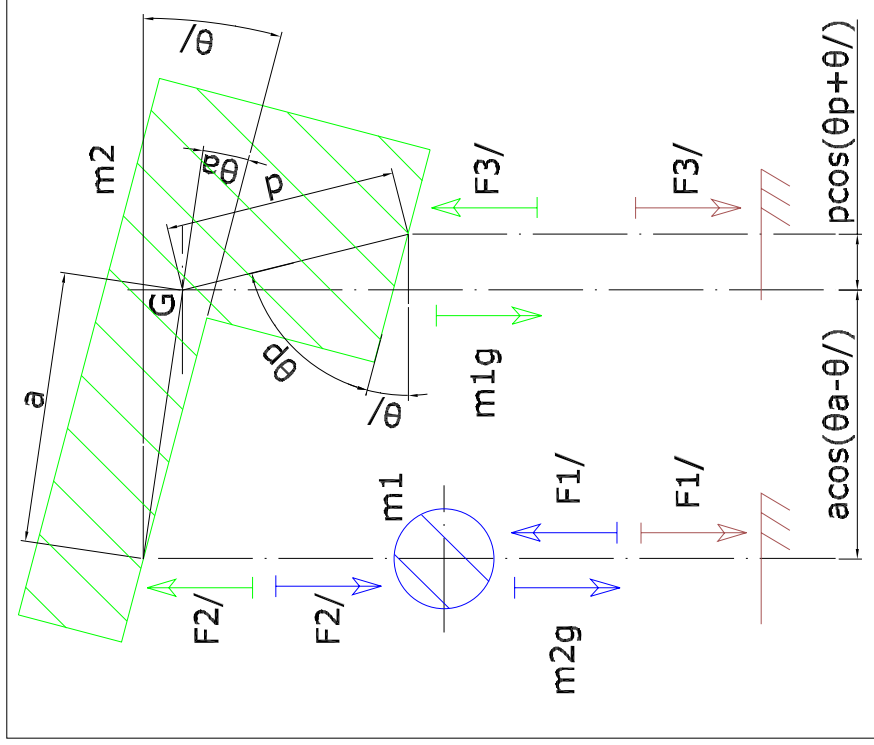 θ/
m2
θa
p
a
G
F3/
F3/
θp
θ/
m1g
m1
F1/
F1/
F2/
F2/
m2g
acos(θa-θ/)
pcos(θp+θ/)